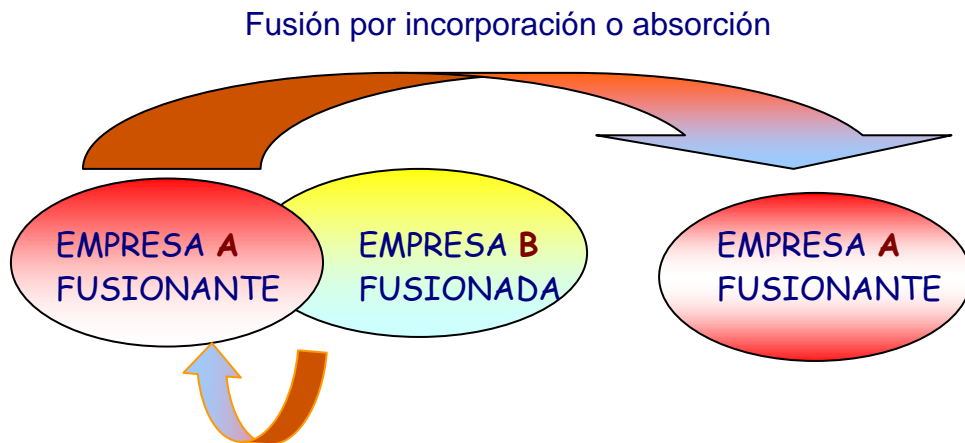 Fusión por incorporación o absorción
EMPRESA A
FUSIONANTE
EMPRESA B
FUSIONADA
EMPRESA A
FUSIONANTE